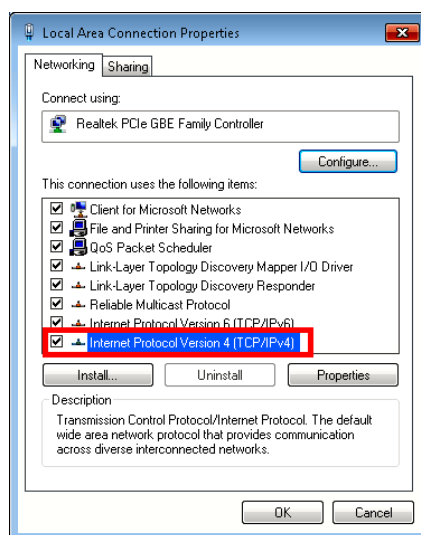 Local Area Connection Properties
Networking
Sharing
Connect using:
Realtek PCIe GBE Family Controller
Configure...
This connection uses the following items:
Client for Microsoft Networks
File and Printer Sharing for Microsoft Networks
QoS Packet Scheduler
Link-Layer Topology Discovery Mapper I/O Driver
Link-Layer Topology Discovery Responder
Reliable Multicast Protocol
Internet Protocol Version 6 (TCP/IPv6)
Internet Protocol Version 4 (TCP/IPv4)
Install...
Uninstall
Properties
Description
Transmission Control Protocol/Internet Protocol. The default
wide area network protocol that provides communication
across diverse interconnected networks.
OK
Cancel